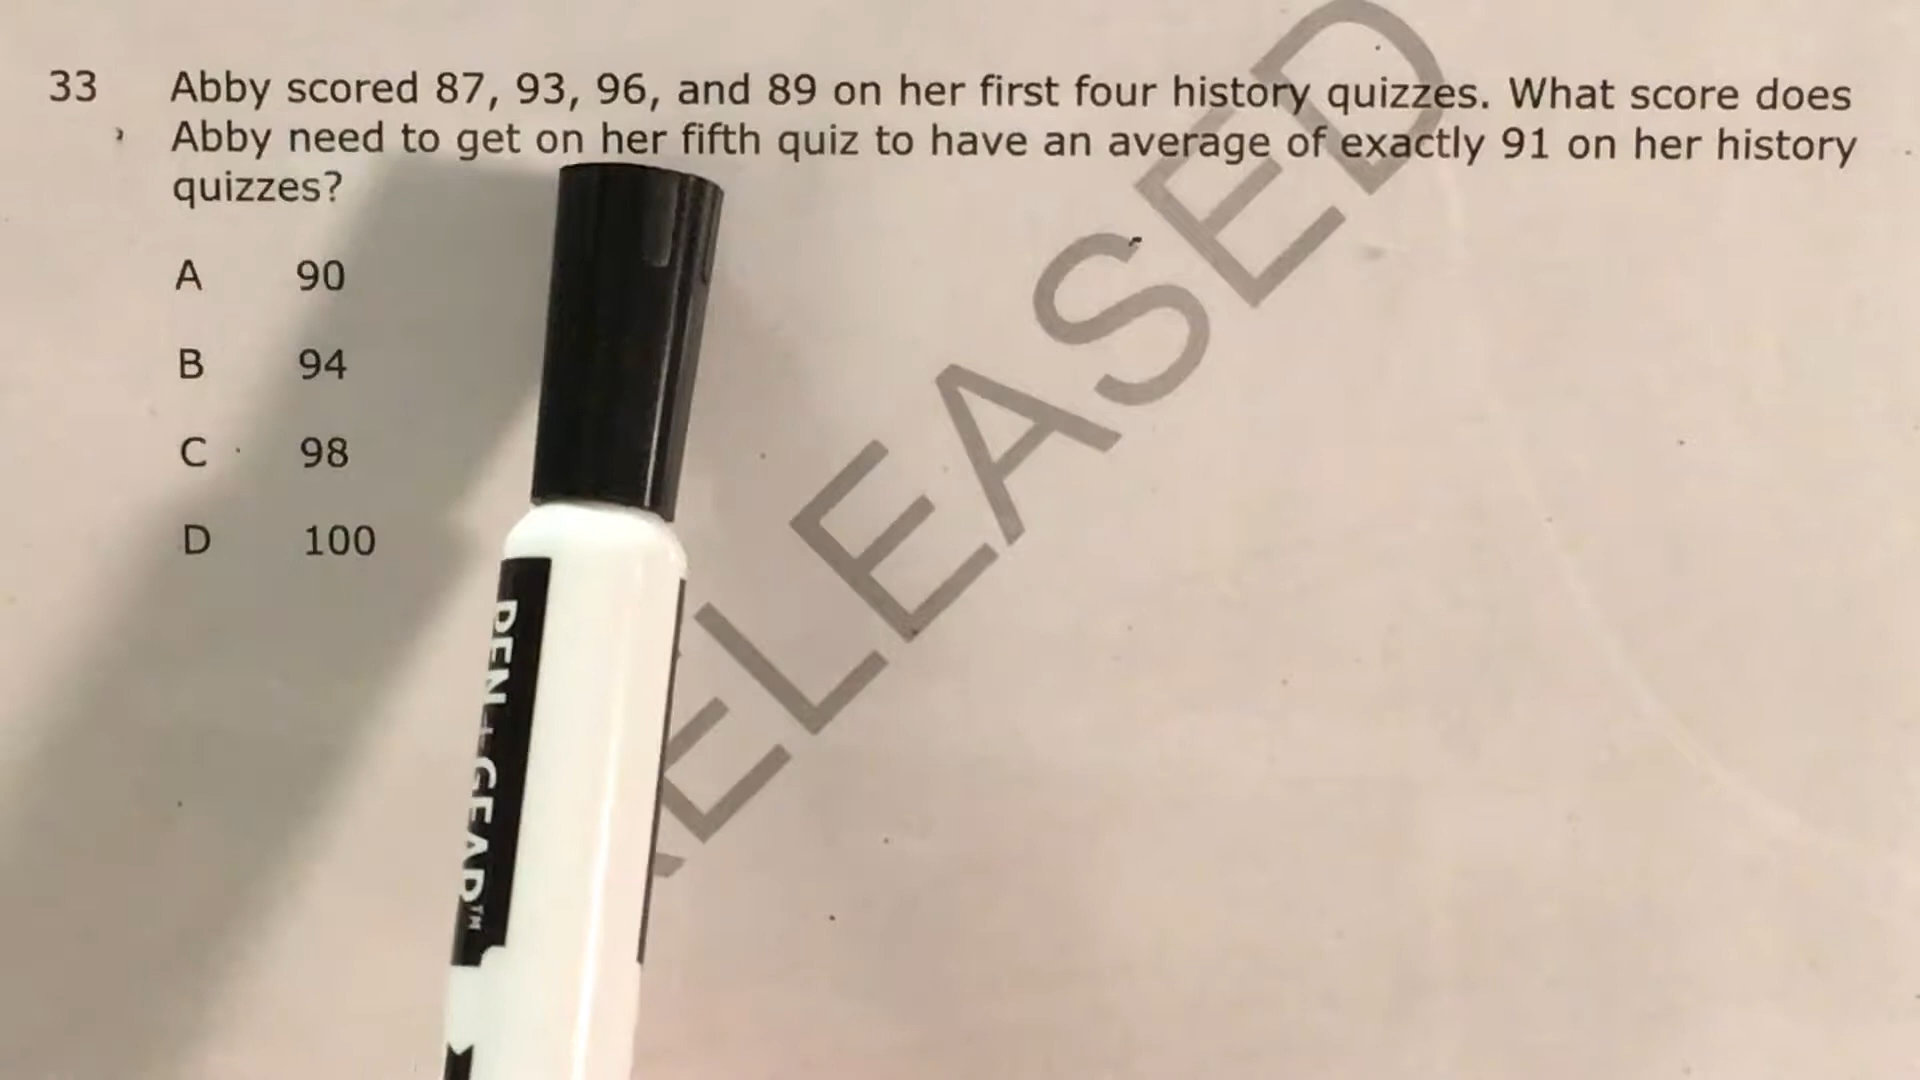 33 Abby scored 87, 93, 96, and 89 on her first four history quizzes. What score does
Abby need to get on her fifth quiz to have an average of exactly 91 on her history
quizzes?
A 90
B 94
C 98
D 100
RELEASED
PEN+GEAR™